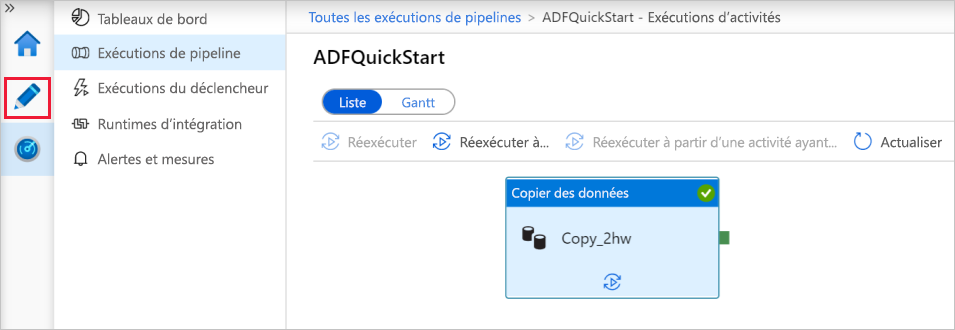 Tableaux de bord
Exécutions de pipeline
Exécutions du déclencheur
Runtimes d’intégration
Alertes et mesures
Toutes les exécutions de pipelines > ADFQuickStart - Exécutions d’activités
ADFQuickStart
Liste Gantt
Réexécuter Réexécuter à... Réexécuter à partir d’une activité ayant... Actualiser
Copier des données
Copy_2hw